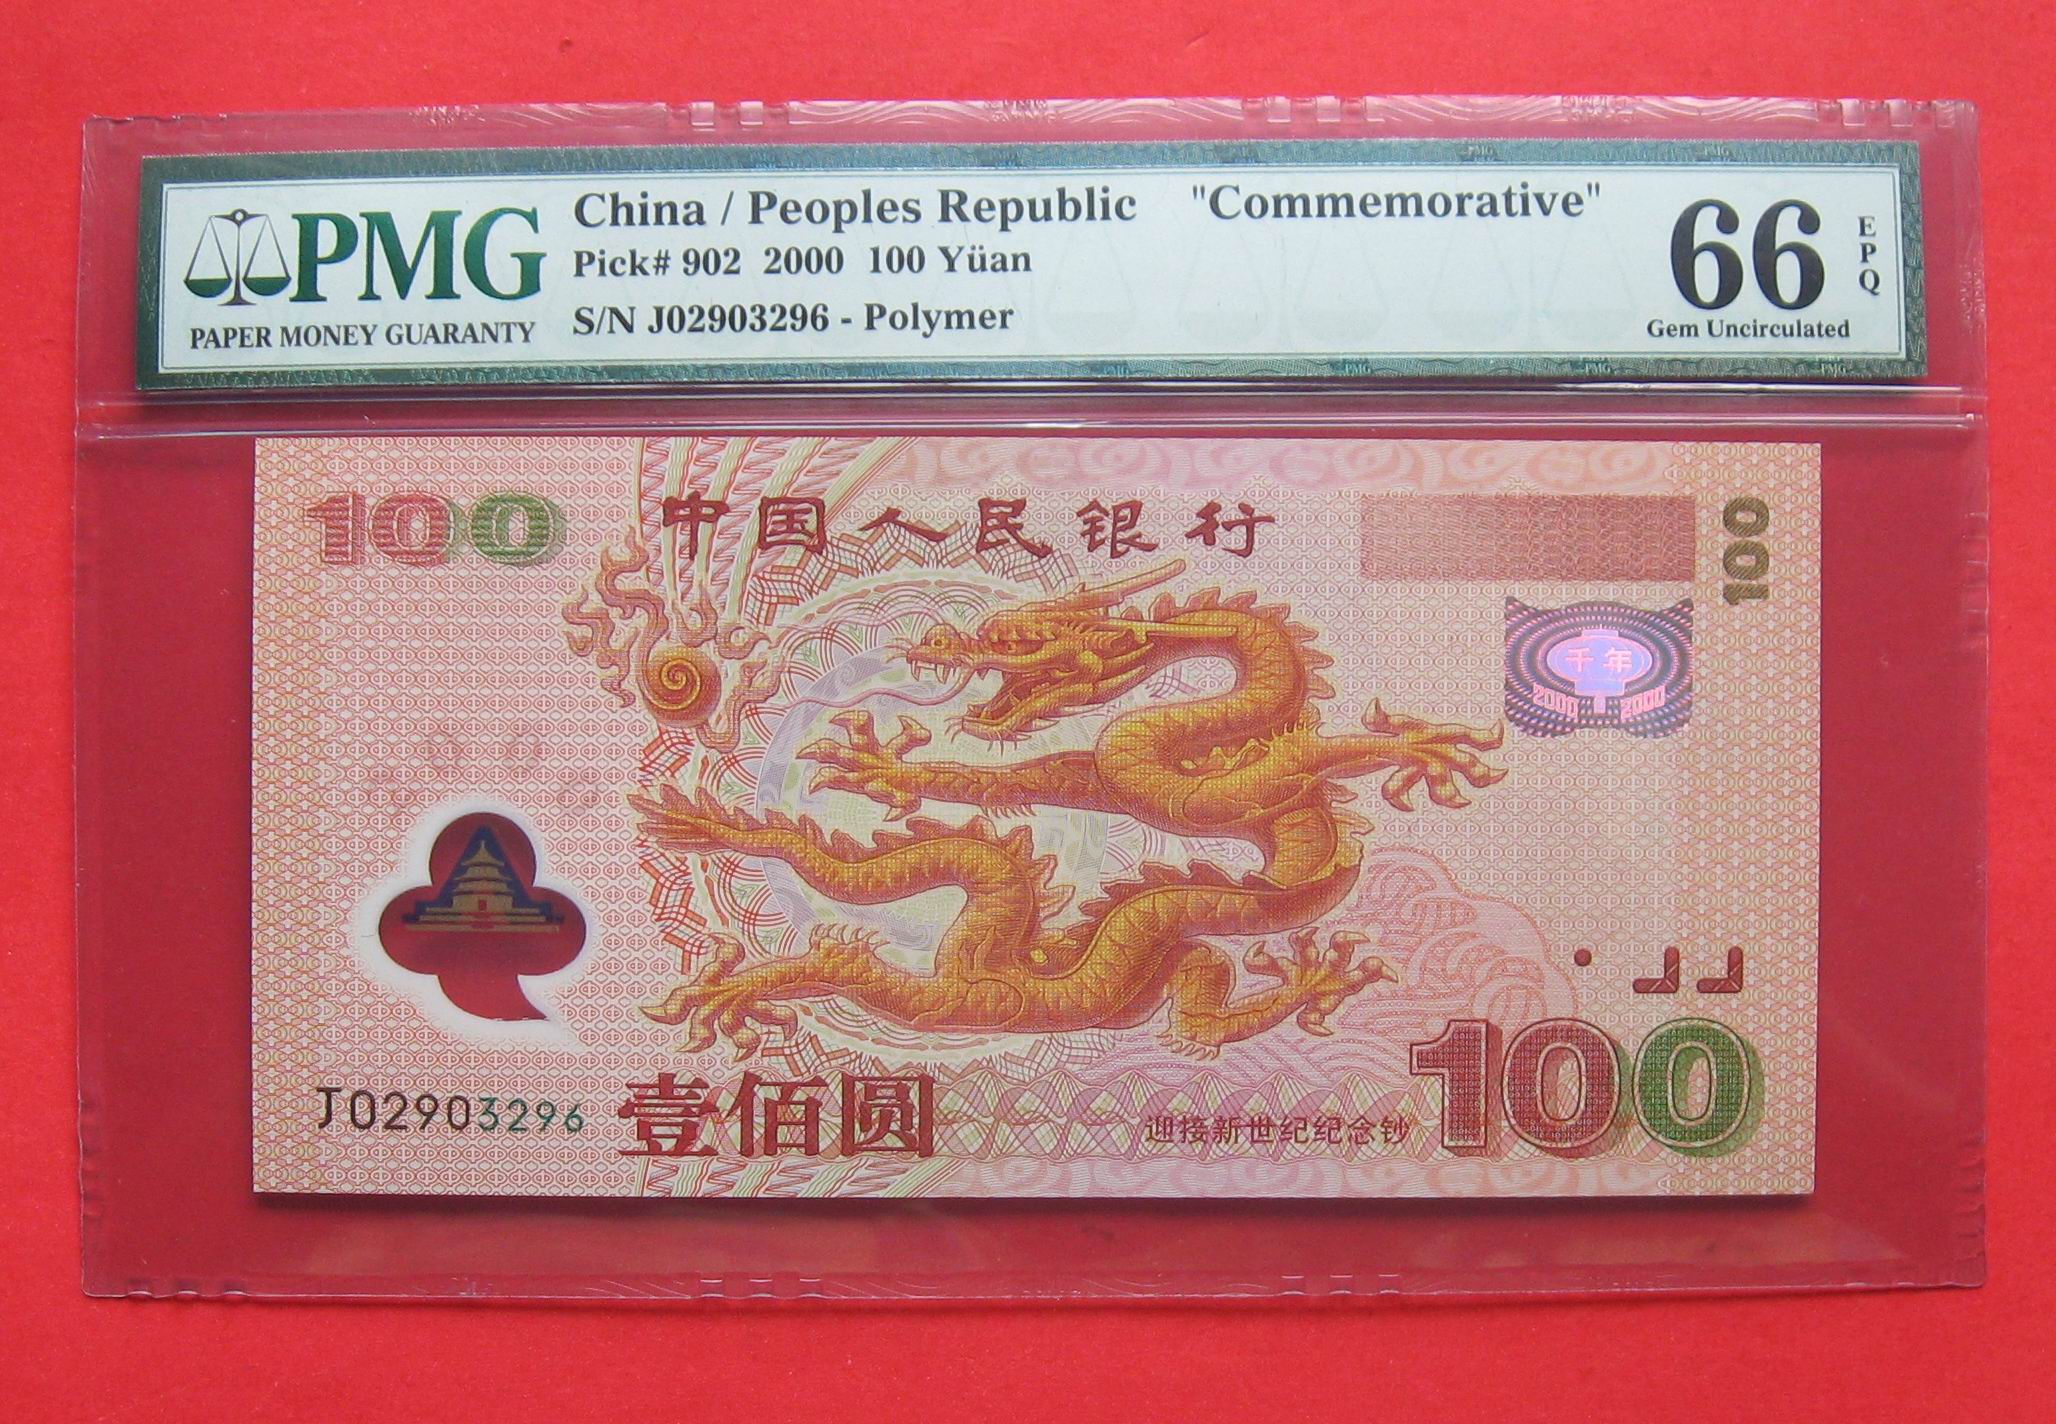 PMG
PAPER MONEY GUARANTY
China / Peoples Republic "Commemorative"
Pick# 902 2000 100 Yüan
S/N J02903296 - Polymer
66
EPQ
Gem Uncirculated
100
中国人民银行
100
千年
2000 2000
J02903296
壹佰圆
迎接新世纪纪念钞
100